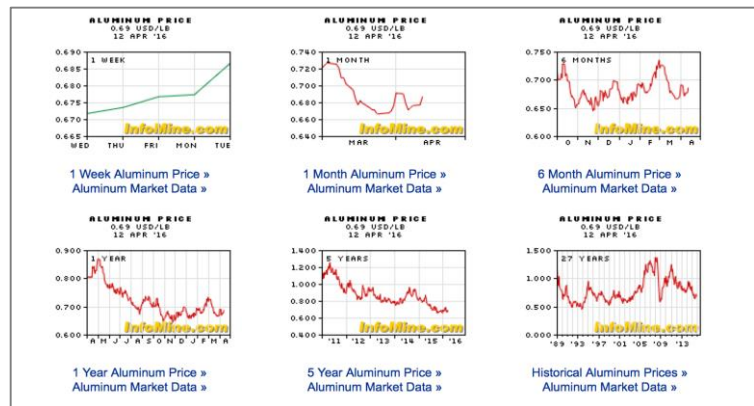 ALUMINUM PRICE
0.69 USD/LB
12 APR '16
0.690
0.685
0.680
0.675
0.670
0.665
1 WEEK
InfoMine.com
WED THU FRI MON TUE
1 Week Aluminum Price »
Aluminum Market Data »
ALUMINUM PRICE
0.69 USD/LB
12 APR '16
0.740
0.720
0.700
0.680
0.660
0.640
1 MONTH
InfoMine.com
MAR APR
1 Month Aluminum Price »
Aluminum Market Data »
ALUMINUM PRICE
0.69 USD/LB
12 APR '16
0.750
0.700
0.650
0.600
6 MONTHS
InfoMine.com
O N D J F M A
6 Month Aluminum Price »
Aluminum Market Data »
ALUMINUM PRICE
0.69 USD/LB
12 APR '16
0.900
0.800
0.700
0.600
1 YEAR
InfoMine.com
A M J J A S O N D J F M A
1 Year Aluminum Price »
Aluminum Market Data »
ALUMINUM PRICE
0.69 USD/LB
12 APR '16
1.400
1.200
1.000
0.800
0.600
0.400
5 YEARS
InfoMine.com
'11 '12 '13 '14 '15 '16
5 Year Aluminum Price »
Aluminum Market Data »
ALUMINUM PRICE
0.69 USD/LB
12 APR '16
1.500
1.000
0.500
0.000
27 YEARS
InfoMine.com
'89 '93 '97 '01 '05 '09 '13
Historical Aluminum Prices »
Aluminum Market Data »